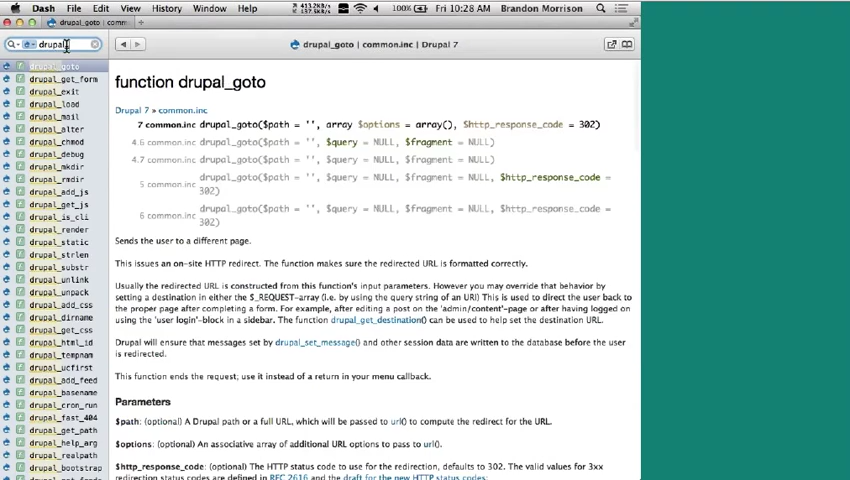 Dash File Edit View History Window Help 100% Fri 10:28 AM Brandon Morrison
drupal_goto | comm
drupal
drupal_goto | common.inc | Drupal 7
drupal_goto
drupal_get_form
drupal_exit
drupal_load
drupal_mail
drupal_alter
drupal_chmod
drupal_debug
drupal_mkdir
drupal_rmdir
drupal_add_js
drupal_get_js
drupal_is_cli
drupal_render
drupal_static
drupal_strlen
drupal_substr
drupal_unlink
drupal_unpack
drupal_add_css
drupal_dirname
drupal_get_css
drupal_html_id
drupal_tempnam
drupal_ucfirst
drupal_add_feed
drupal_basename
drupal_cron_run
drupal_fast_404
drupal_get_path
drupal_help_arg
drupal_realpath
drupal_bootstrap
function drupal_goto
Drupal 7 » common.inc
7 common.inc drupal_goto($path = '', array $options = array(), $http_response_code = 302)
4.6 common.inc drupal_goto($path = '', $query = NULL, $fragment = NULL)
4.7 common.inc drupal_goto($path = '', $query = NULL, $fragment = NULL)
5 common.inc drupal_goto($path = '', $query = NULL, $fragment = NULL, $http_response_code =
302)
6 common.inc drupal_goto($path = '', $query = NULL, $fragment = NULL, $http_response_code =
302)
Sends the user to a different page.
This issues an on-site HTTP redirect. The function makes sure the redirected URL is formatted correctly.
Usually the redirected URL is constructed from this function's input parameters. However you may override that behavior by
setting a destination in either the $_REQUEST-array (i.e. by using the query string of an URI) This is used to direct the user back to
the proper page after completing a form. For example, after editing a post on the 'admin/content'-page or after having logged on
using the 'user login'-block in a sidebar. The function drupal_get_destination() can be used to help set the destination URL.
Drupal will ensure that messages set by drupal_set_message() and other session data are written to the database before the user
is redirected.
This function ends the request; use it instead of a return in your menu callback.
Parameters
$path: (optional) A Drupal path or a full URL, which will be passed to url() to compute the redirect for the URL.
$options: (optional) An associative array of additional URL options to pass to url().
$http_response_code: (optional) The HTTP status code to use for the redirection, defaults to 302. The valid values for 3xx
redirection status codes are defined in RFC 2616 and the draft for the new HTTP status codes: